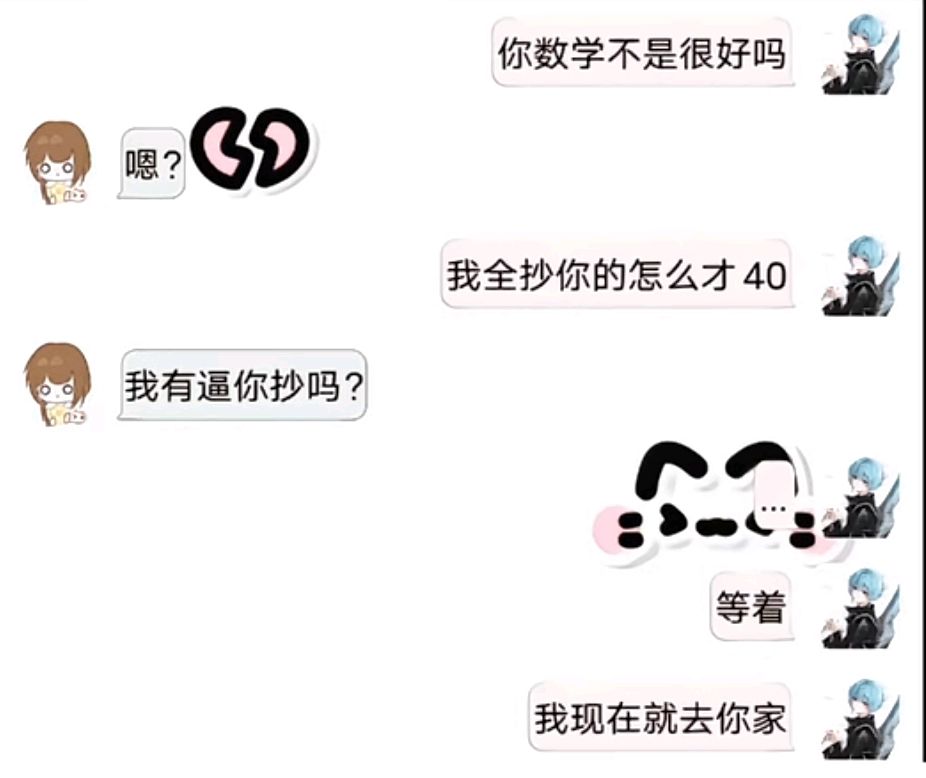 你数学不是很好吗
嗯?
我全抄你的怎么才40
我有逼你抄吗?
...
等着
我现在就去你家